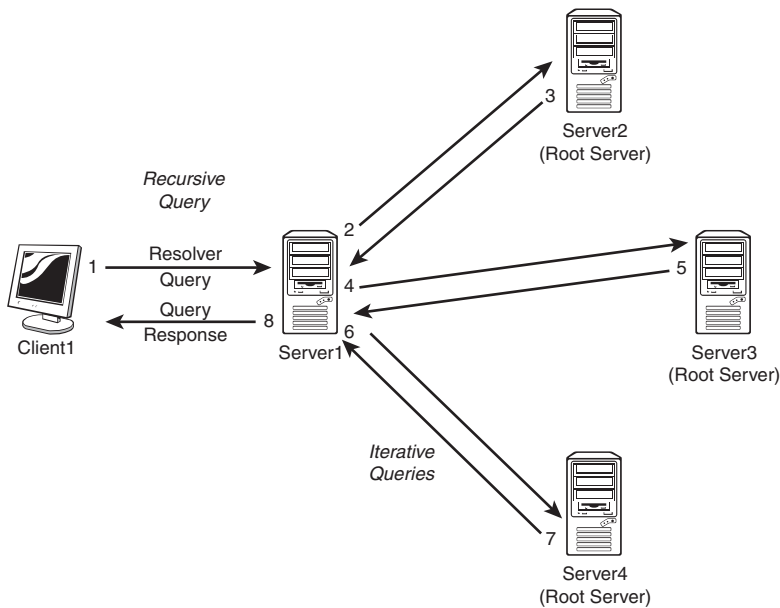 3
Server2
(Root Server)
Recursive
Query
2
1
Resolver
Query
4
5
Query
Response
8
6
Client1
Server1
Server3
(Root Server)
Iterative
Queries
7
Server4
(Root Server)